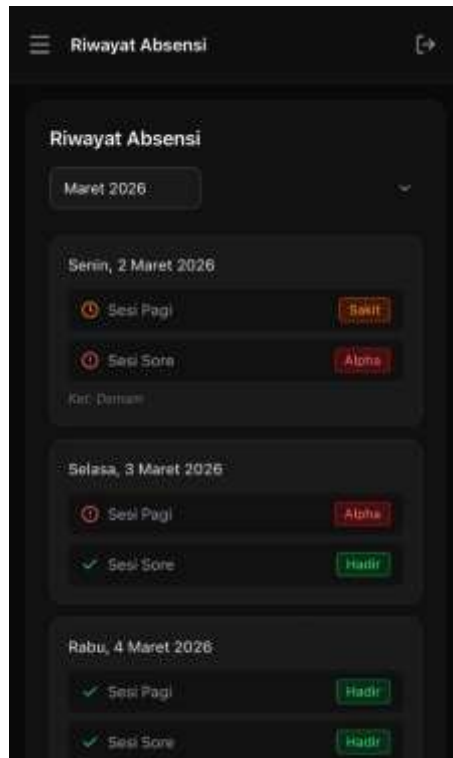 Riwayat Absensi
Riwayat Absensi
Maret 2026
Senin, 2 Maret 2026
Sesi Pagi Sakit
Sesi Sore Alpha
Ket: Demam
Selasa, 3 Maret 2026
Sesi Pagi Alpha
Sesi Sore Hadir
Rabu, 4 Maret 2026
Sesi Pagi Hadir
Sesi Sore Hadir